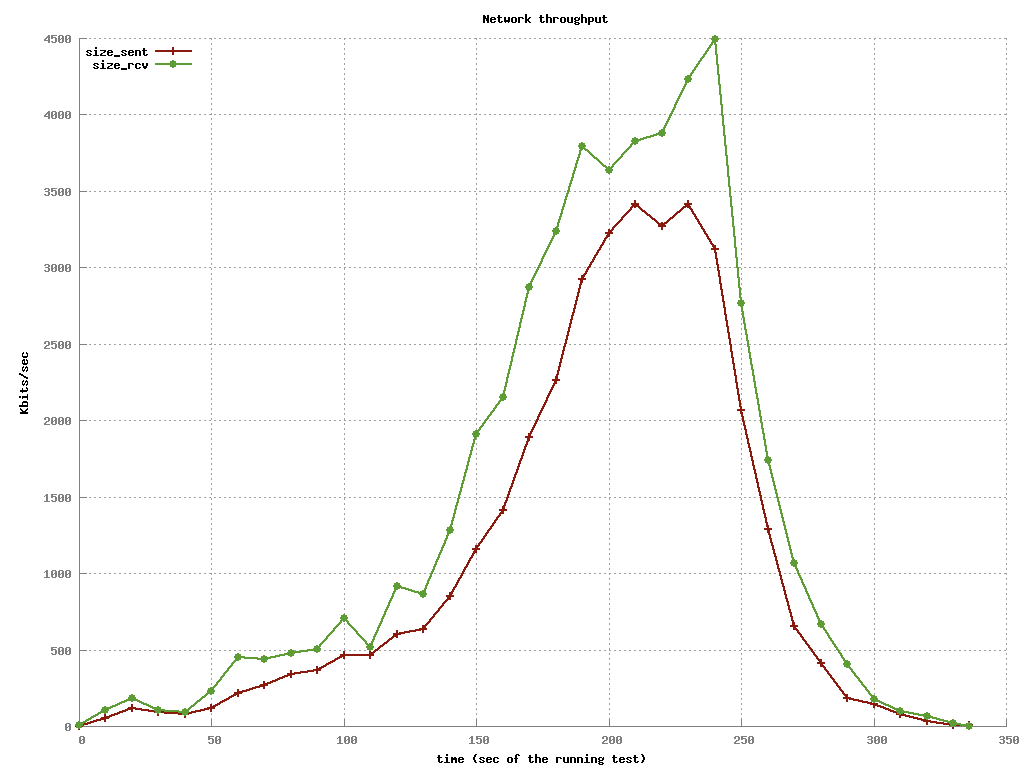 Network throughput
size_sent
size_rcv
4500
4000
3500
3000
2500
2000
1500
1000
500
0
Kbits/sec
0 50 100 150 200 250 300 350
time (sec of the running test)